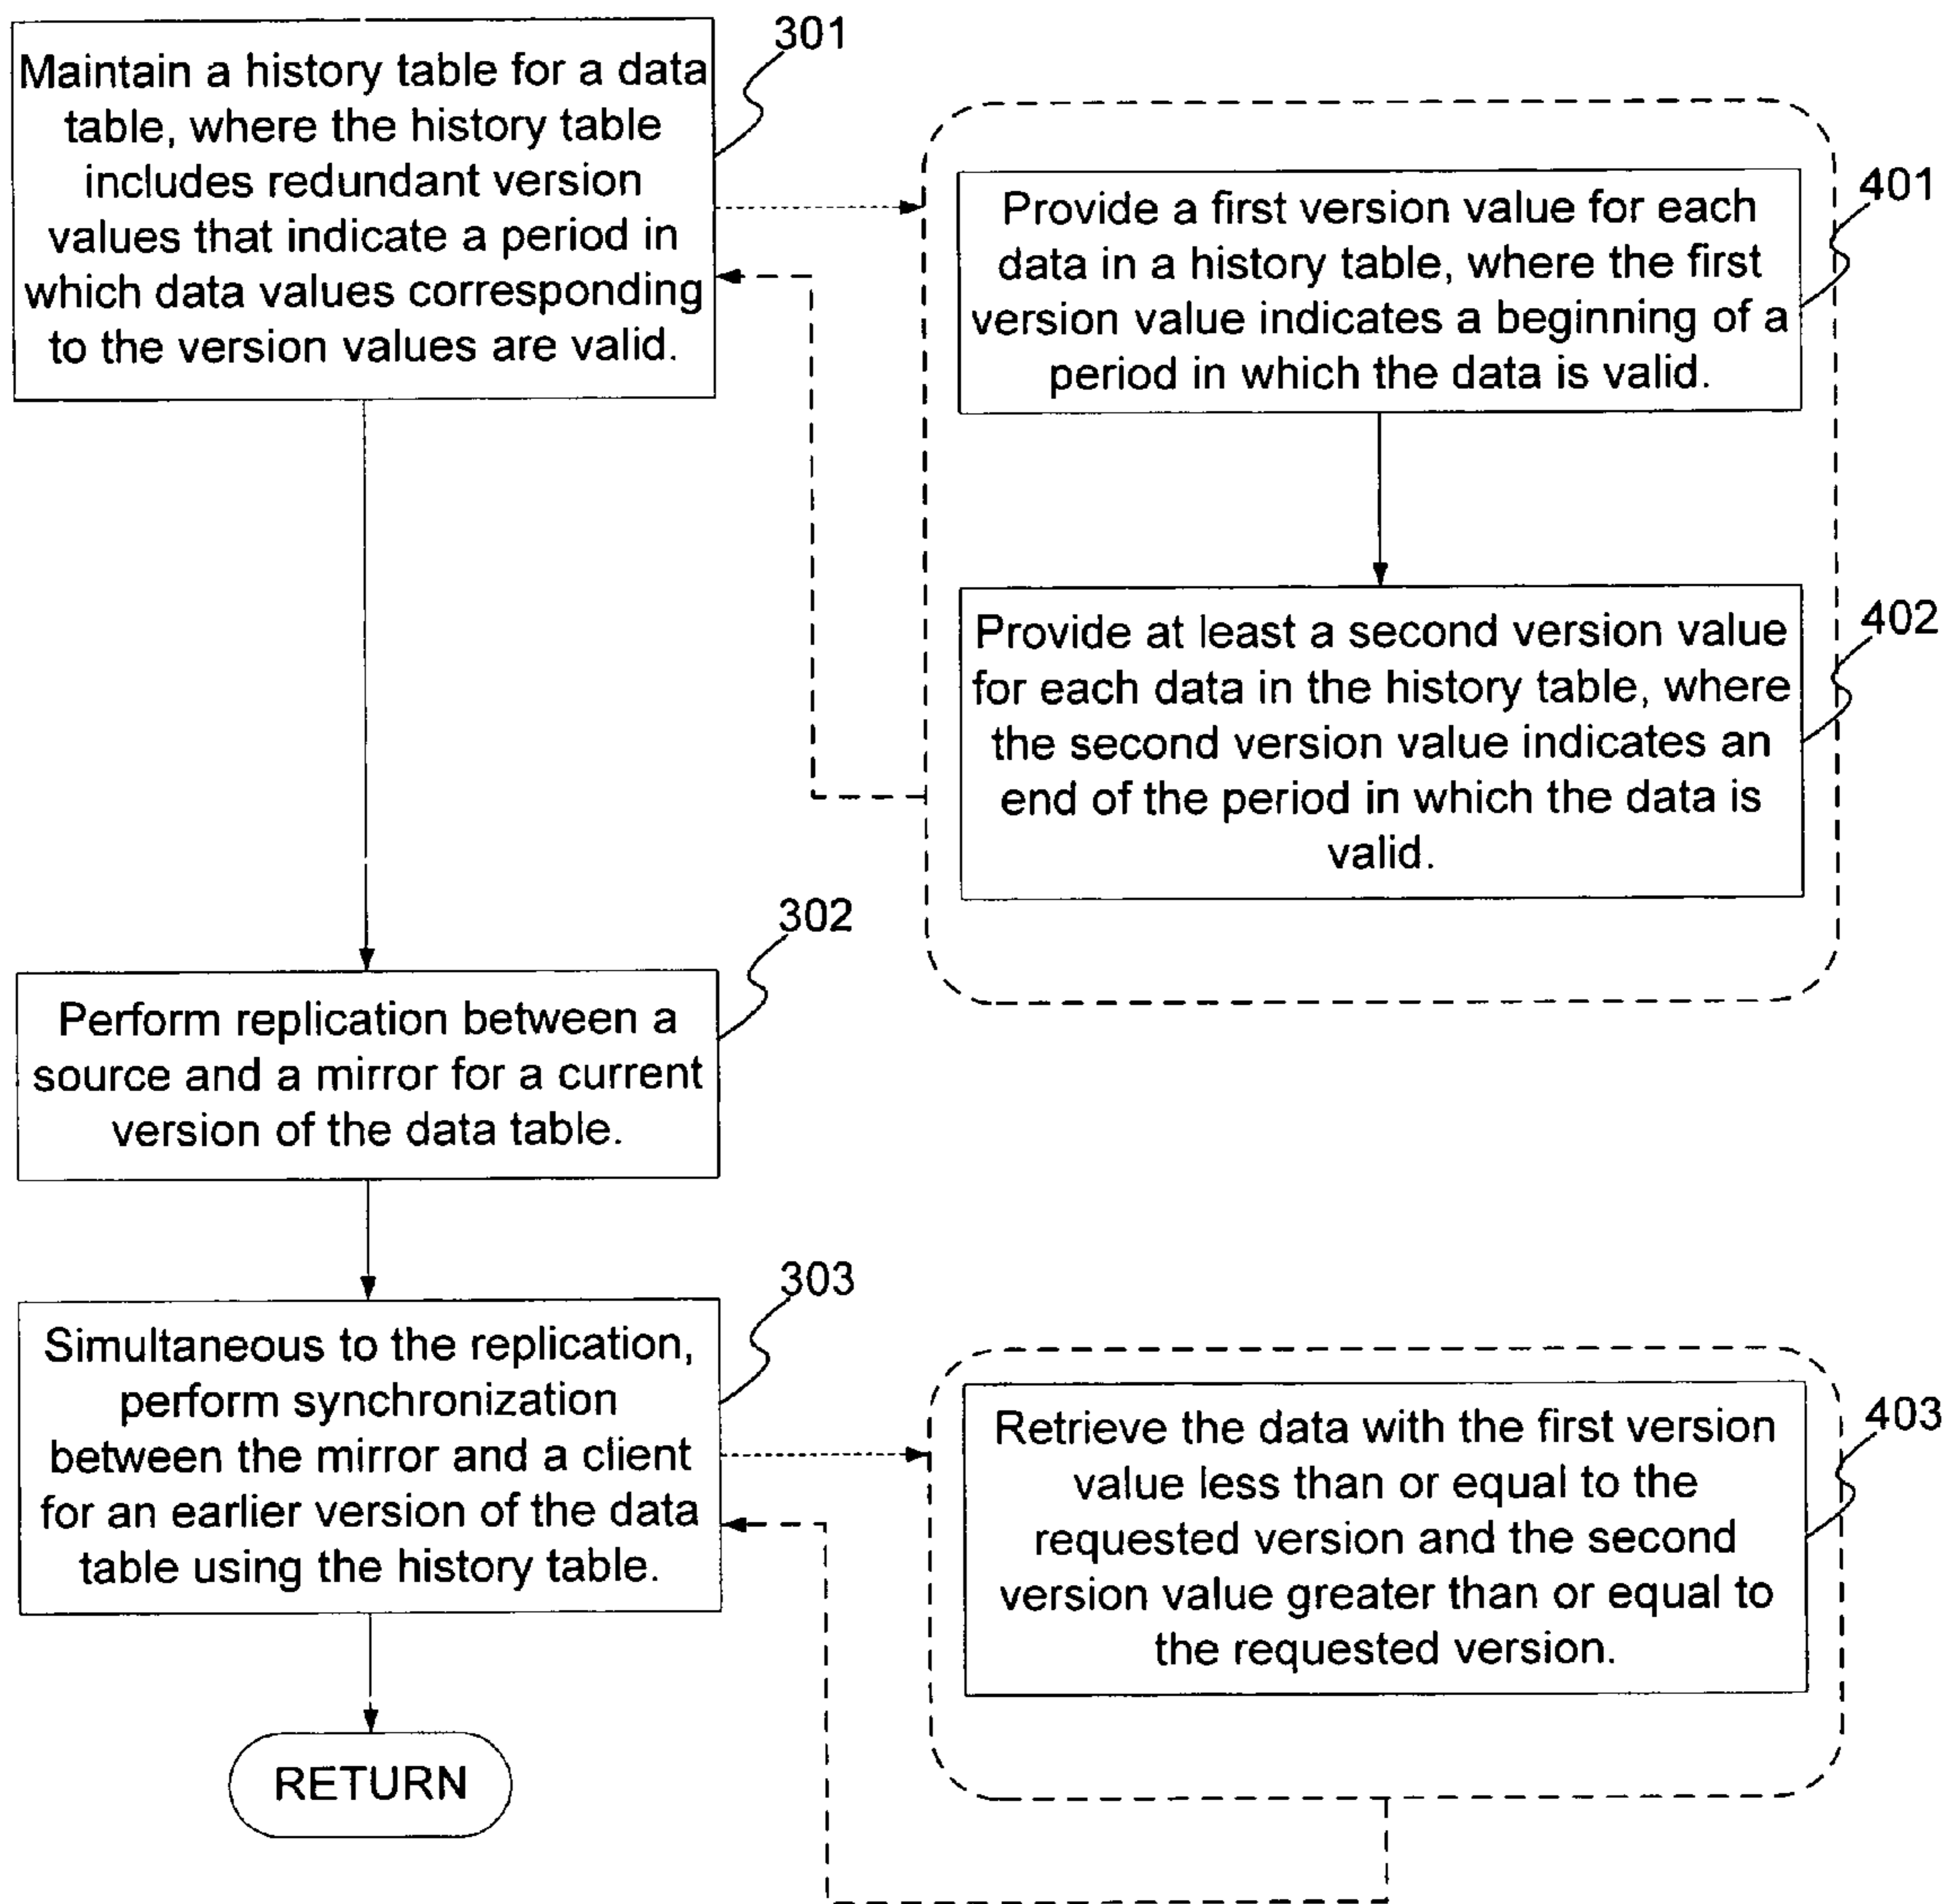 301
Maintain a history table for a data
table, where the history table
includes redundant version
values that indicate a period in
which data values corresponding
to the version values are valid.
401
Provide a first version value for each
data in a history table, where the first
version value indicates a beginning of a
period in which the data is valid.
402
Provide at least a second version value
for each data in the history table, where
the second version value indicates an
end of the period in which the data is
valid.
302
Perform replication between a
source and a mirror for a current
version of the data table.
303
Simultaneous to the replication,
perform synchronization
between the mirror and a client
for an earlier version of the data
table using the history table.
403
Retrieve the data with the first version
value less than or equal to the
requested version and the second
version value greater than or equal to
the requested version.
RETURN